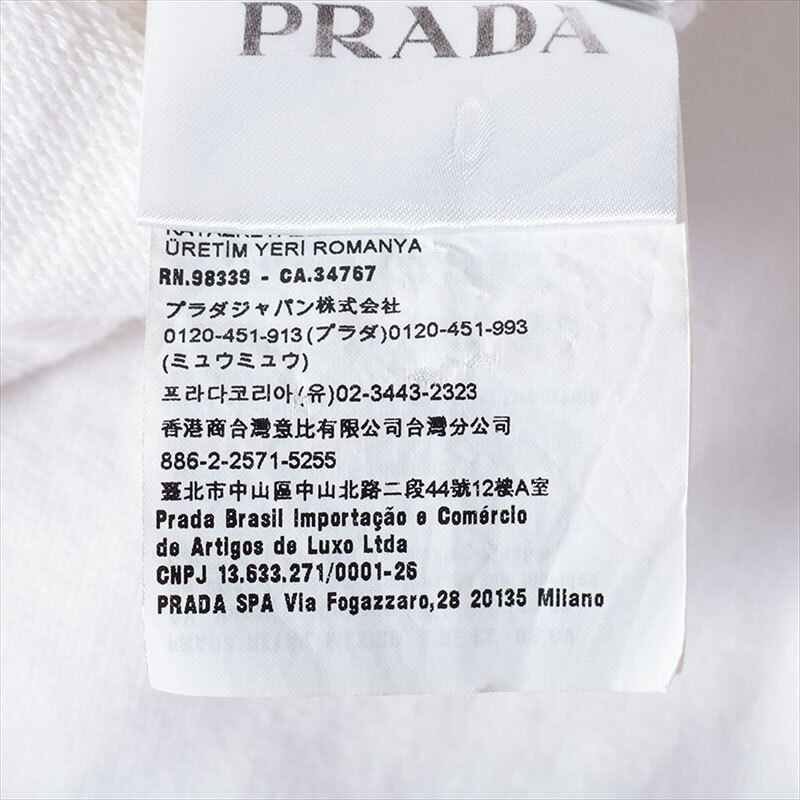 PRADA
ÜRETİM YERİ ROMANYA
RN.98339 - CA.34767
プラダジャパン株式会社
0120-451-913(プラダ)0120-451-993
(ミュウミュウ)
프라다코리아(유)02-3443-2323
香港商台灣意比有限公司台灣分公司
886-2-2571-5255
臺北市中山區中山北路二段44號12樓A室
Prada Brasil Importação e Comércio
de Artigos de Luxo Ltda
CNPJ 13.633.271/0001-26
PRADA SPA Via Fogazzaro,28 20135 Milano